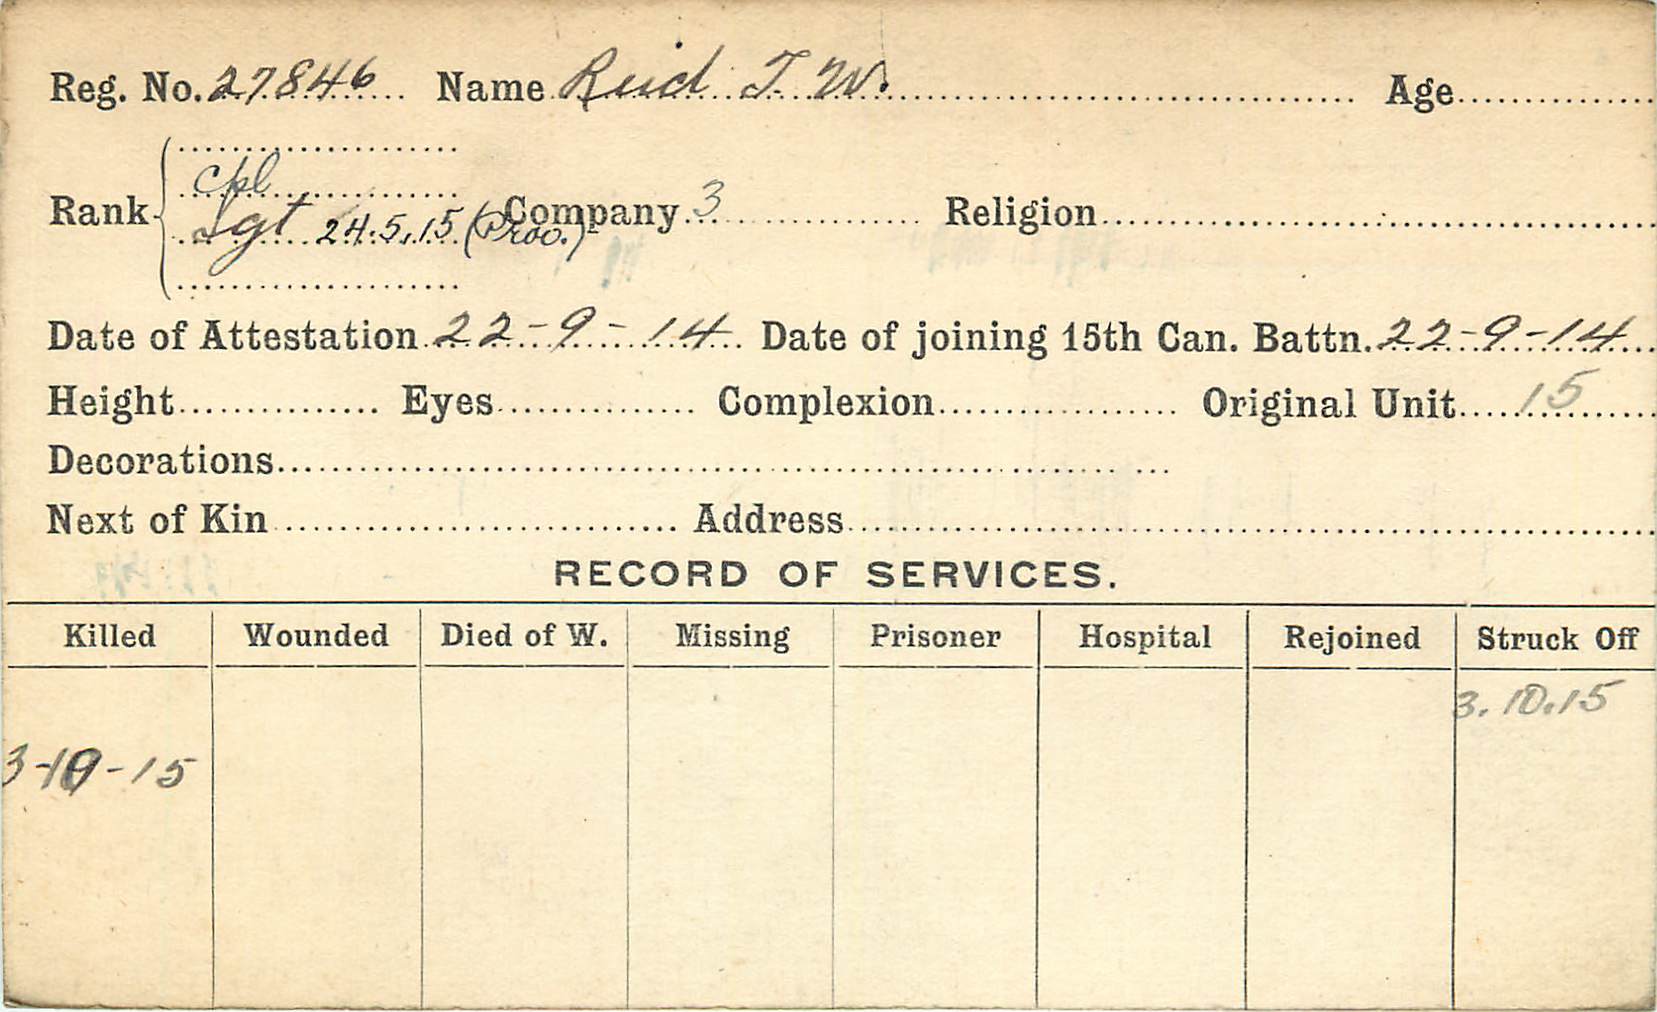 Reg. No. 27846 Name Reid T. W. Age
Cpl
Rank Sgt 24.5.15 (Prov.) Company 3 Religion
Date of Attestation 22-9-14 Date of joining 15th Can. Battn. 22-9-14
Height Eyes Complexion Original Unit 15
Decorations
Next of Kin Address
RECORD OF SERVICES.
Killed Wounded Died of W. Missing Prisoner Hospital Rejoined Struck Off
3.10.15
3-10-15